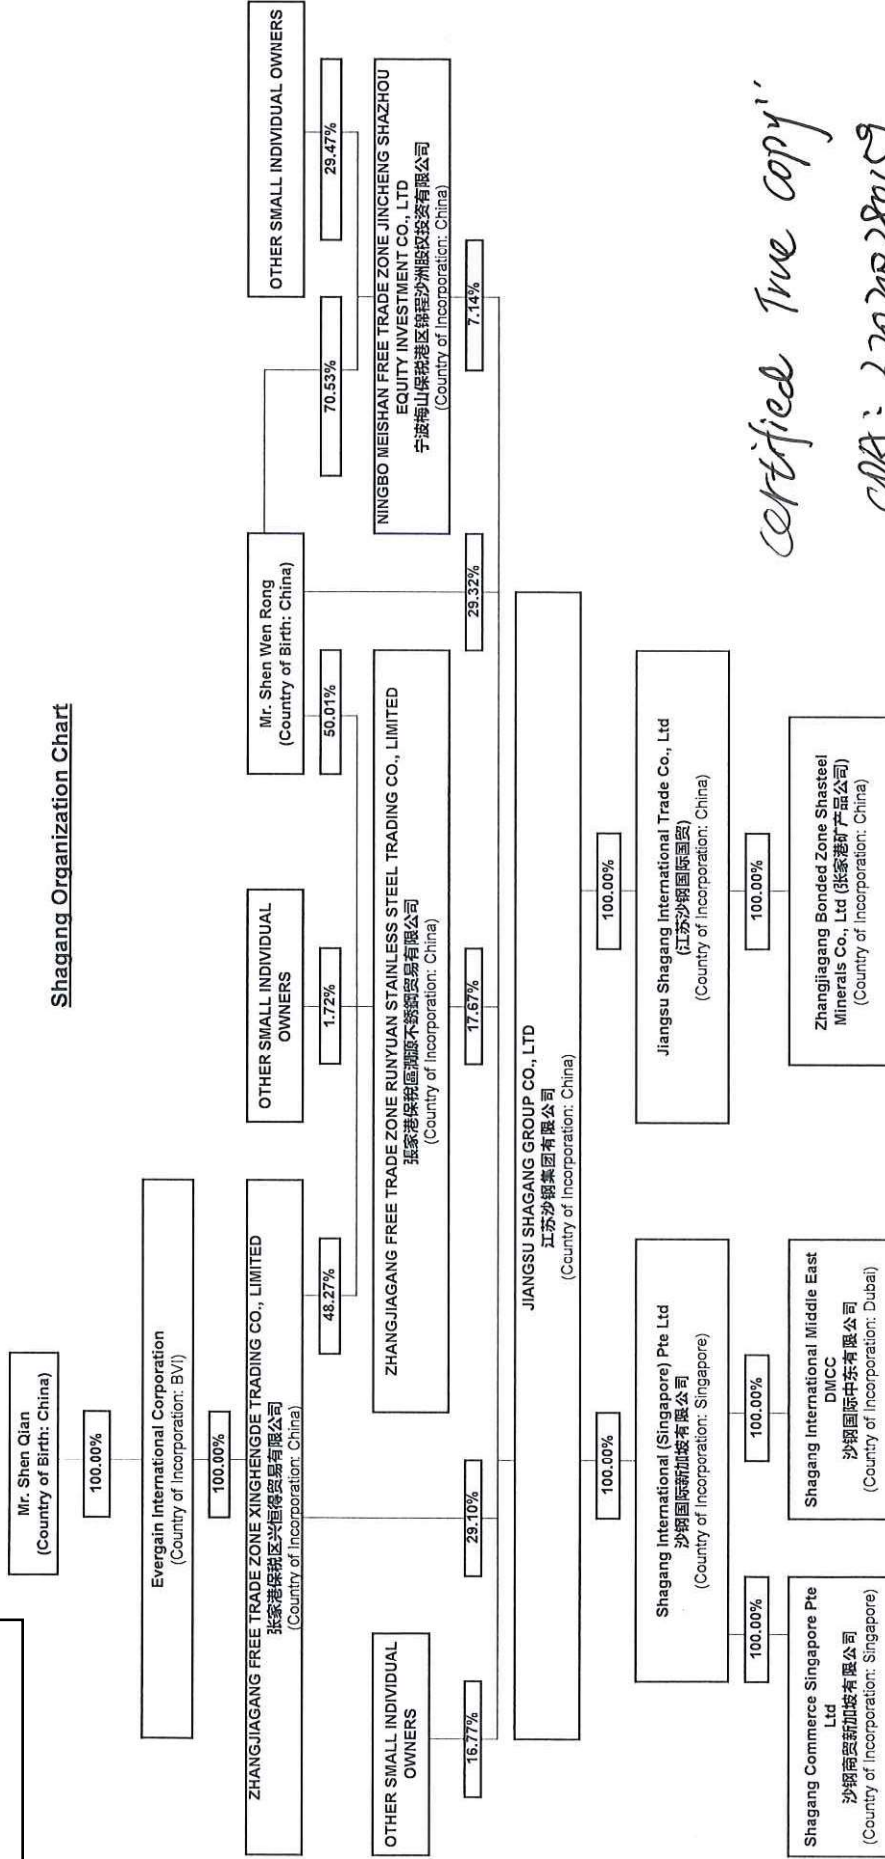 Shagang Organization Chart
Mr. Shen Qian
(Country of Birth: China)
100.00%
Evergain International Corporation
(Country of Incorporation: BVI)
100.00%
ZHANGJIAGANG FREE TRADE ZONE XINGHENGDE TRADING CO., LIMITED
张家港保税区兴恒得贸易有限公司
(Country of Incorporation: China)
OTHER SMALL INDIVIDUAL
OWNERS
Mr. Shen Wen Rong
(Country of Birth: China)
OTHER SMALL INDIVIDUAL OWNERS
48.27%
1.72%
50.01%
70.53%
29.47%
OTHER SMALL INDIVIDUAL
OWNERS
ZHANGJIAGANG FREE TRADE ZONE RUNYUAN STAINLESS STEEL TRADING CO., LIMITED
張家港保稅區潤源不銹鋼贸易有限公司
(Country of Incorporation: China)
NINGBO MEISHAN FREE TRADE ZONE JINCHENG SHAZHOU
EQUITY INVESTMENT CO., LTD
宁波梅山保税港区锦程沙洲股权投资有限公司
(Country of Incorporation: China)
16.77%
29.10%
17.67%
29.32%
7.14%
JIANGSU SHAGANG GROUP CO., LTD
江苏沙钢集团有限公司
(Country of Incorporation: China)
100.00%
100.00%
Shagang International (Singapore) Pte Ltd
沙钢国际新加坡有限公司
(Country of Incorporation: Singapore)
Jiangsu Shagang International Trade Co., Ltd
(江苏沙钢国际国贸)
(Country of Incorporation: China)
100.00%
100.00%
100.00%
Shagang Commerce Singapore Pte
Ltd
沙钢商贸新加坡有限公司
(Country of Incorporation: Singapore)
Shagang International Middle East
DMCC
沙钢国际中东有限公司
(Country of Incorporation: Dubai)
Zhangjiagang Bonded Zone Shasteel
Minerals Co., Ltd (张家港矿产品公司)
(Country of Incorporation: China)
certified True copy"
CPA: